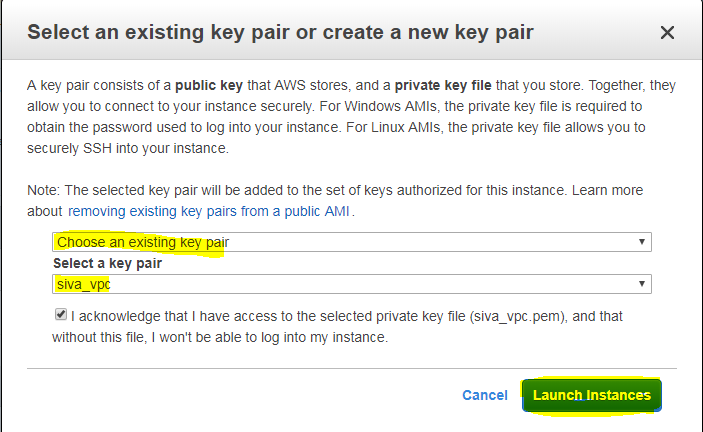 Select an existing key pair or create a new key pair
A key pair consists of a public key that AWS stores, and a private key file that you store. Together, they
allow you to connect to your instance securely. For Windows AMIs, the private key file is required to
obtain the password used to log into your instance. For Linux AMIs, the private key file allows you to
securely SSH into your instance.
Note: The selected key pair will be added to the set of keys authorized for this instance. Learn more
about removing existing key pairs from a public AMI.
Choose an existing key pair
Select a key pair
siva_vpc
I acknowledge that I have access to the selected private key file (siva_vpc.pem), and that
without this file, I won't be able to log into my instance.
Cancel Launch Instances